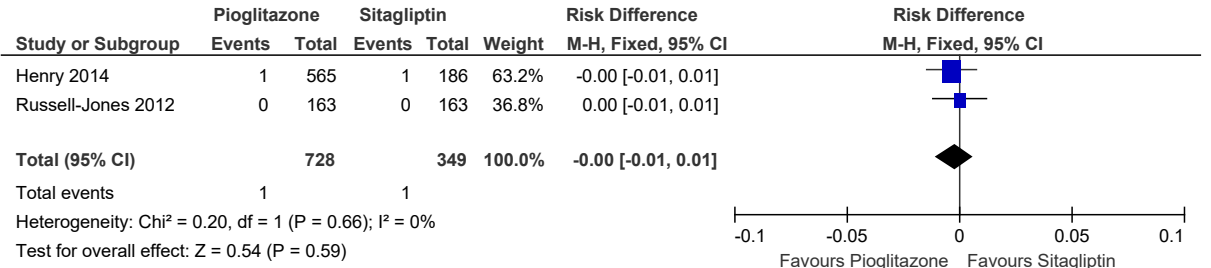 Pioglitazone Sitagliptin Risk Difference Risk Difference
Study or Subgroup Events Total Events Total Weight M-H, Fixed, 95% CI M-H, Fixed, 95% CI
Henry 2014 1 565 1 186 63.2% -0.00 [-0.01, 0.01]
Russell-Jones 2012 0 163 0 163 36.8% 0.00 [-0.01, 0.01]
Total (95% CI) 728 349 100.0% -0.00 [-0.01, 0.01]
Total events 1 1
Heterogeneity: Chi² = 0.20, df = 1 (P = 0.66); I² = 0%
Test for overall effect: Z = 0.54 (P = 0.59)
-0.1 -0.05 0 0.05 0.1
Favours Pioglitazone Favours Sitagliptin